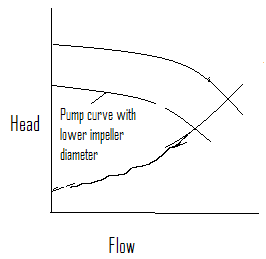 Head
Pump curve with
lower impeller
diameter
Flow